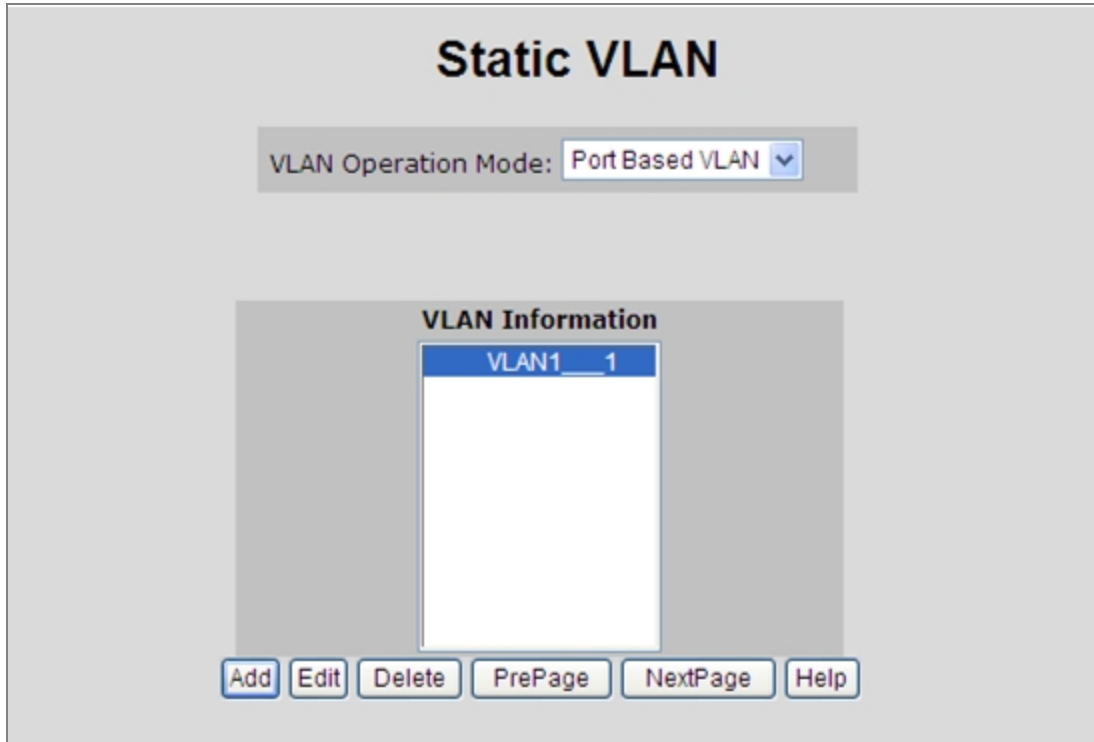 Static VLAN
VLAN Operation Mode: Port Based VLAN
VLAN Information
VLAN1___1
Add Edit Delete PrePage NextPage Help